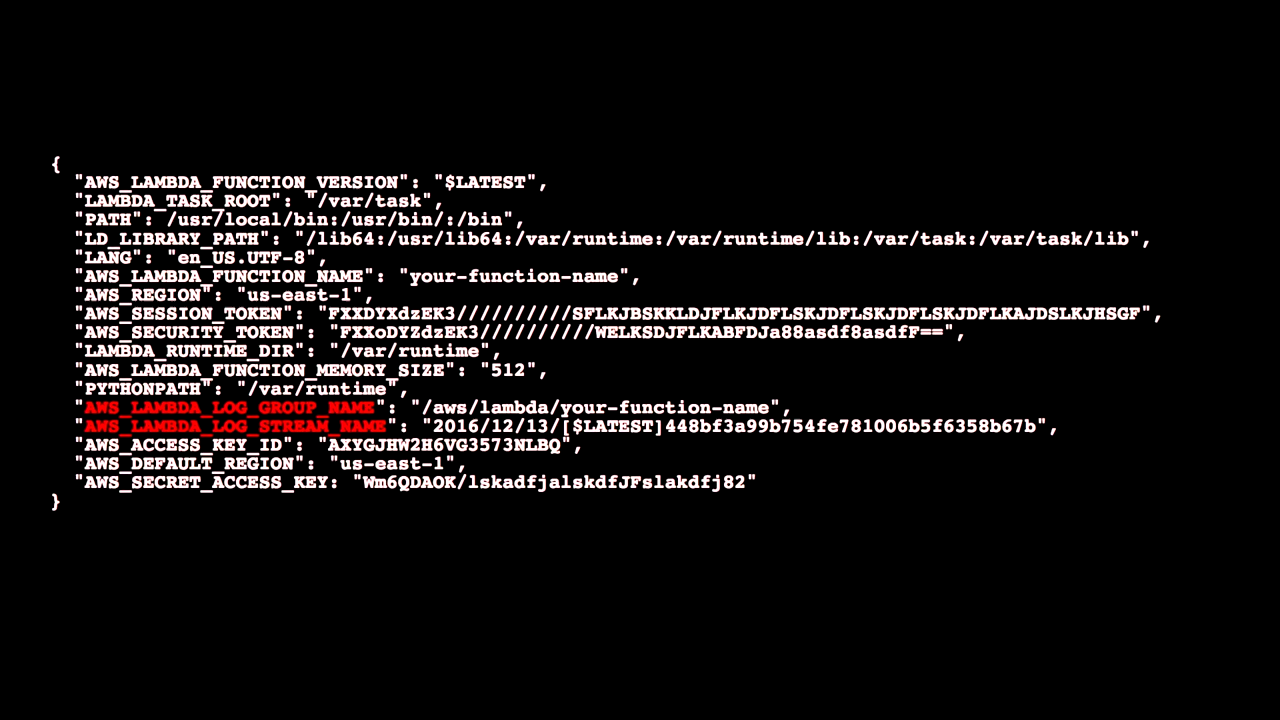 {
"AWS_LAMBDA_FUNCTION_VERSION": "$LATEST",
"LAMBDA_TASK_ROOT": "/var/task",
"PATH": /usr/local/bin:/usr/bin/:/bin",
"LD_LIBRARY_PATH": "/lib64:/usr/lib64:/var/runtime:/var/runtime/lib:/var/task:/var/task/lib",
"LANG": "en_US.UTF-8",
"AWS_LAMBDA_FUNCTION_NAME": "your-function-name",
"AWS_REGION": "us-east-1",
"AWS_SESSION_TOKEN": "FXXDYXdzEK3//////////SFLKJBSKKLDJFLKJDFLSKJDFLSKJDFLSKJDFLKAJDSLKJHSGF",
"AWS_SECURITY_TOKEN": "FXXoDYZdzEK3//////////WELKSDJFLKABFDJa88asdf8asdfF==",
"LAMBDA_RUNTIME_DIR": "/var/runtime",
"AWS_LAMBDA_FUNCTION_MEMORY_SIZE": "512",
"PYTHONPATH": "/var/runtime",
"AWS_LAMBDA_LOG_GROUP_NAME": "/aws/lambda/your-function-name",
"AWS_LAMBDA_LOG_STREAM_NAME": "2016/12/13/[$LATEST]448bf3a99b754fe781006b5f6358b67b",
"AWS_ACCESS_KEY_ID": "AXYGJHW2H6VG3573NLBQ",
"AWS_DEFAULT_REGION": "us-east-1",
"AWS_SECRET_ACCESS_KEY: "Wm6QDAOK/lskadfjalskdfJFslakdfj82"
}